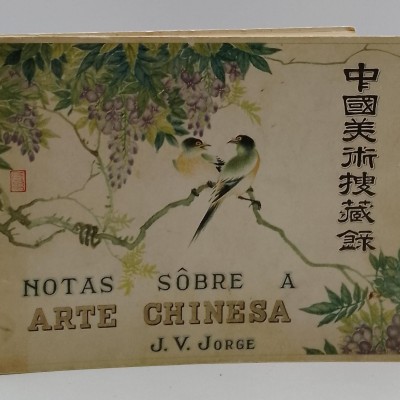 中國美術搜藏錄
NOTAS SÔBRE A
ARTE CHINESA
J. V. JORGE